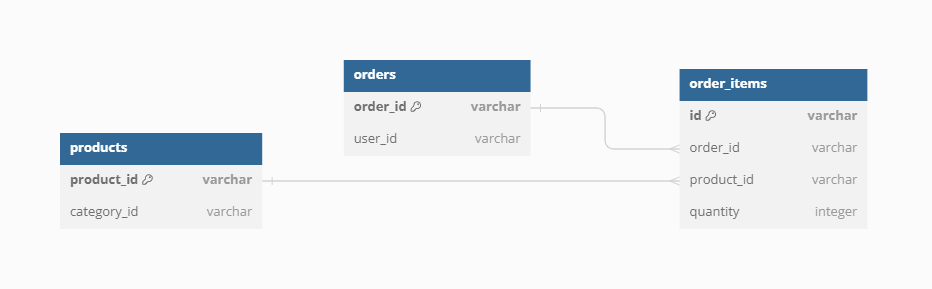 orders
order_id varchar
user_id varchar
order_items
id varchar
order_id varchar
product_id varchar
quantity integer
products
product_id varchar
category_id varchar